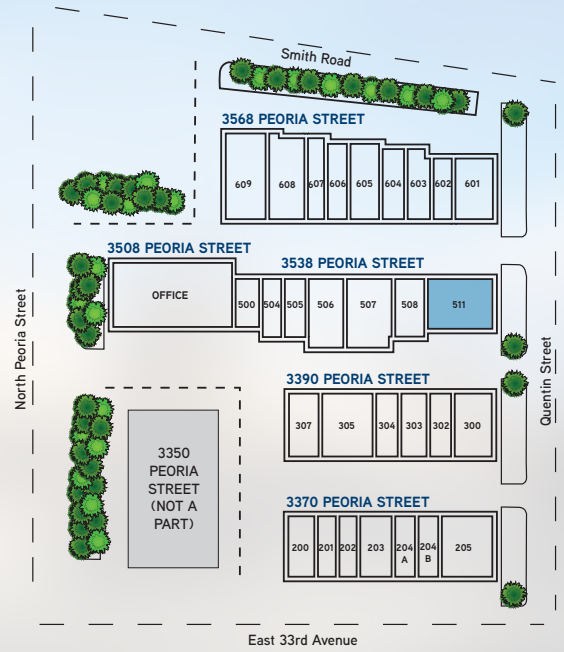 Smith Road
3568 PEORIA STREET
609
608
607
606
605
604
603
602
601
3508 PEORIA STREET
3538 PEORIA STREET
OFFICE
500
504
505
506
507
508
511
North Peoria Street
Quentin Street
3390 PEORIA STREET
307
305
304
303
302
300
3350
PEORIA
STREET
(NOT A
PART)
3370 PEORIA STREET
200
201
202
203
204
A
204
B
205
East 33rd Avenue